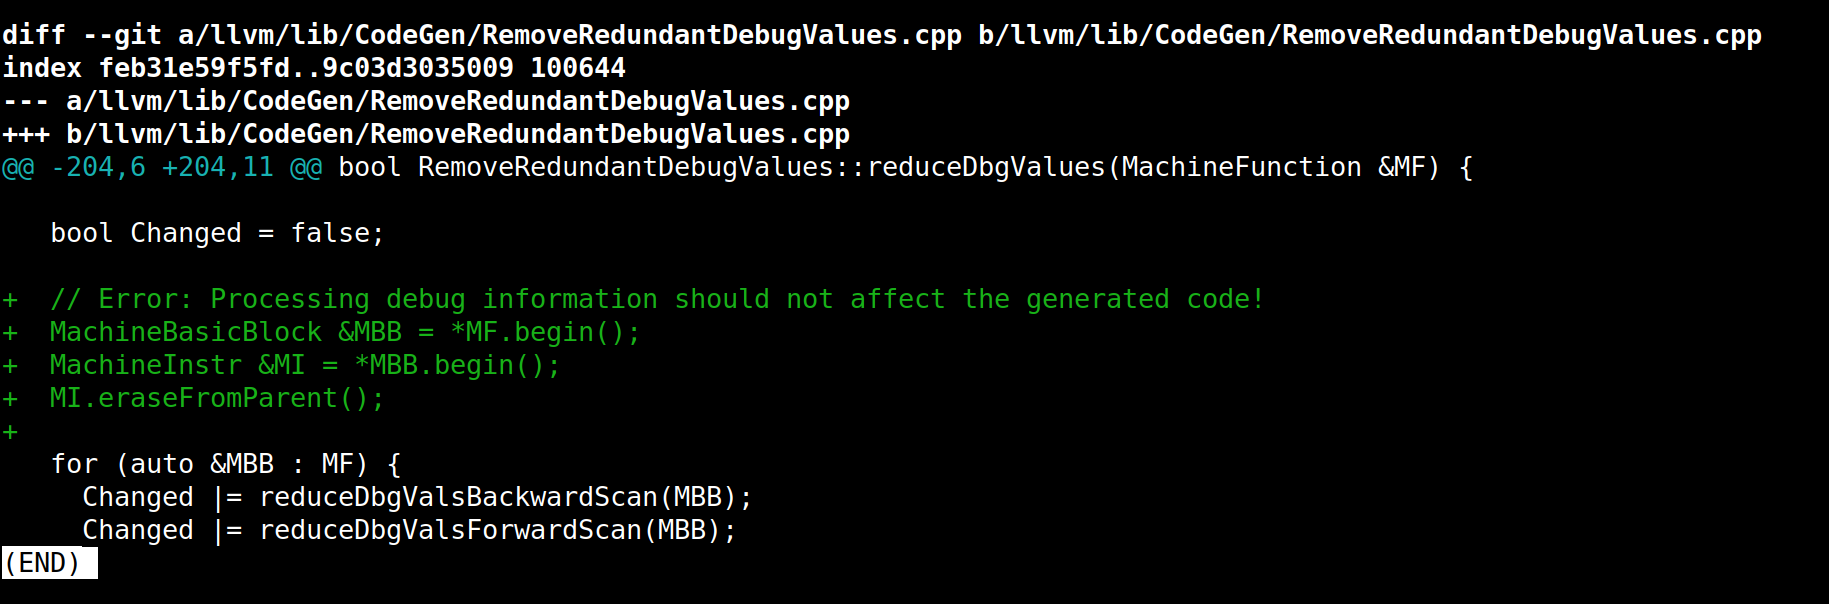 diff --git a/llvm/lib/CodeGen/RemoveRedundantDebugValues.cpp b/llvm/lib/CodeGen/RemoveRedundantDebugValues.cpp
index feb31e59f5fd..9c03d3035009 100644
--- a/llvm/lib/CodeGen/RemoveRedundantDebugValues.cpp
+++ b/llvm/lib/CodeGen/RemoveRedundantDebugValues.cpp
@@ -204,6 +204,11 @@ bool RemoveRedundantDebugValues::reduceDbgValues(MachineFunction &MF) {

   bool Changed = false;

+  // Error: Processing debug information should not affect the generated code!
+  MachineBasicBlock &MBB = *MF.begin();
+  MachineInstr &MI = *MBB.begin();
+  MI.eraseFromParent();
+
   for (auto &MBB : MF) {
     Changed |= reduceDbgValsBackwardScan(MBB);
     Changed |= reduceDbgValsForwardScan(MBB);
(END)